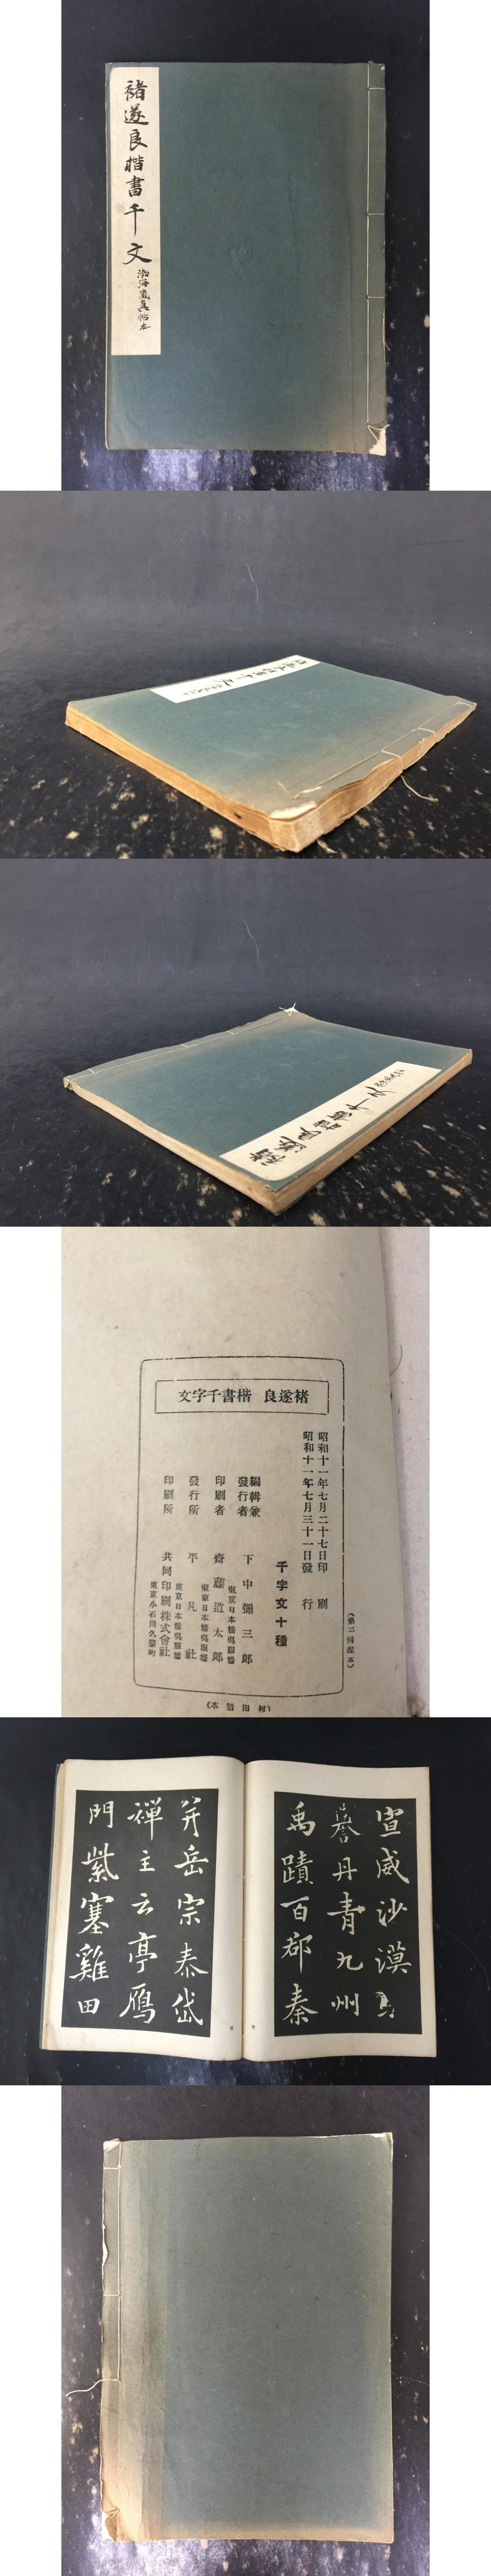 褚遂良楷書千文
渤海藏真帖本
褚遂良 楷書千字文
昭和十一年七月二十七日印刷
昭和十一年七月三十一日發行
(第二回配本)
千字文十種
編輯兼
發行者 下中彌三郎
東京日本橋吳服橋
印刷者 齋藤道太郎
東京日本橋吳服橋
發行所 平凡社
東京日本橋吳服橋
印刷所 共同印刷株式會社
東京小石川久堅町
(村田製本)
宣威沙漠馳
譽丹青九州
禹蹟百郡秦
并岳宗泰岱
禪主云亭鴈
門紫塞雞田